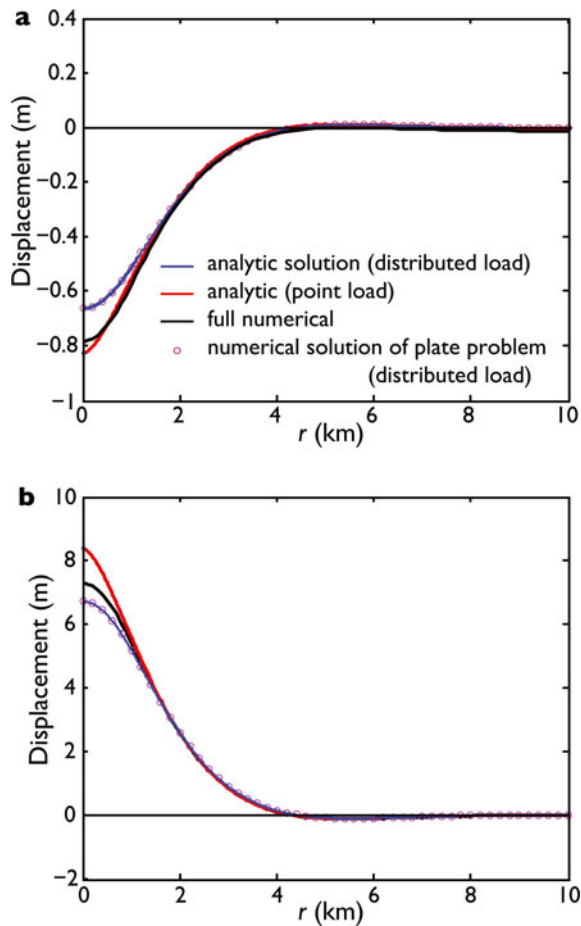 a
0.4
0.2
0
−0.2
−0.4
−0.6
−0.8
−1
Displacement (m)
analytic solution (distributed load)
analytic (point load)
full numerical
numerical solution of plate problem
(distributed load)
0 2 4 6 8 10
r (km)
b
10
8
6
4
2
0
−2
Displacement (m)
0 2 4 6 8 10
r (km)